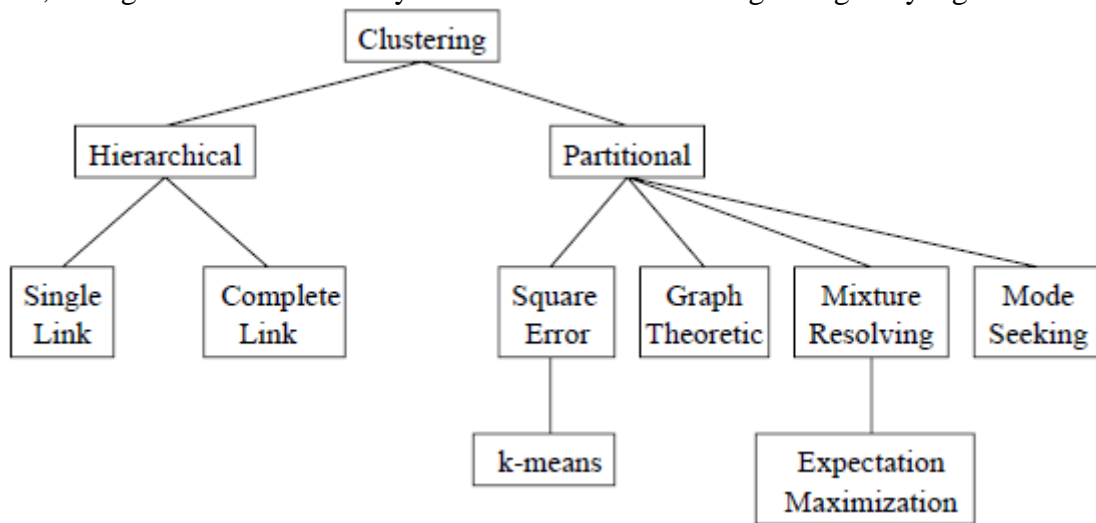 Clustering
Hierarchical
Partitional
Single
Link
Complete
Link
Square
Error
Graph
Theoretic
Mixture
Resolving
Mode
Seeking
k-means
Expectation
Maximization